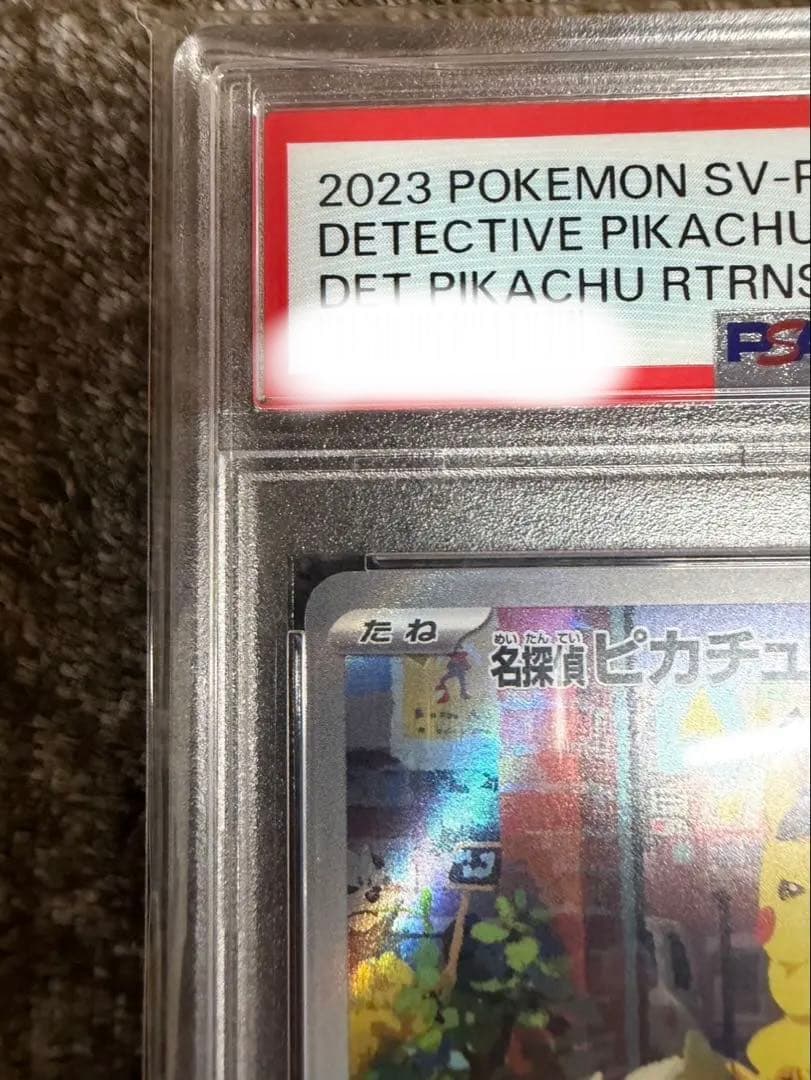 2023 POKEMON SV-P
DETECTIVE PIKACHU
DET PIKACHU RTRNS
PSA
たね
めいたんてい
名探偵ピカチュ